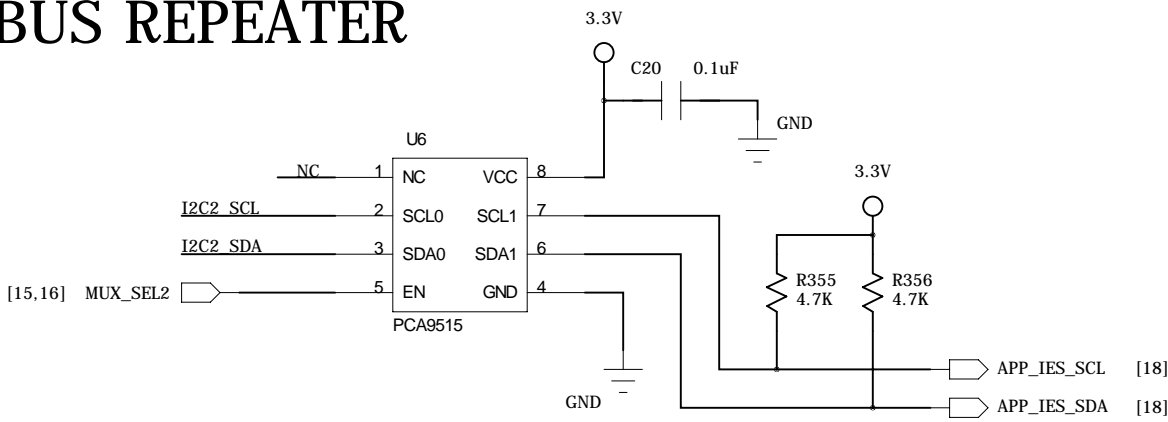 BUS REPEATER
3.3V
C20 0.1uF
GND
U6
NC 1 NC VCC 8
I2C2_SCL 2 SCL0 SCL1 7
I2C2_SDA 3 SDA0 SDA1 6
[15,16] MUX_SEL2 5 EN GND 4
PCA9515
GND
3.3V
R355 R356
4.7K 4.7K
APP_IES_SCL [18]
APP_IES_SDA [18]